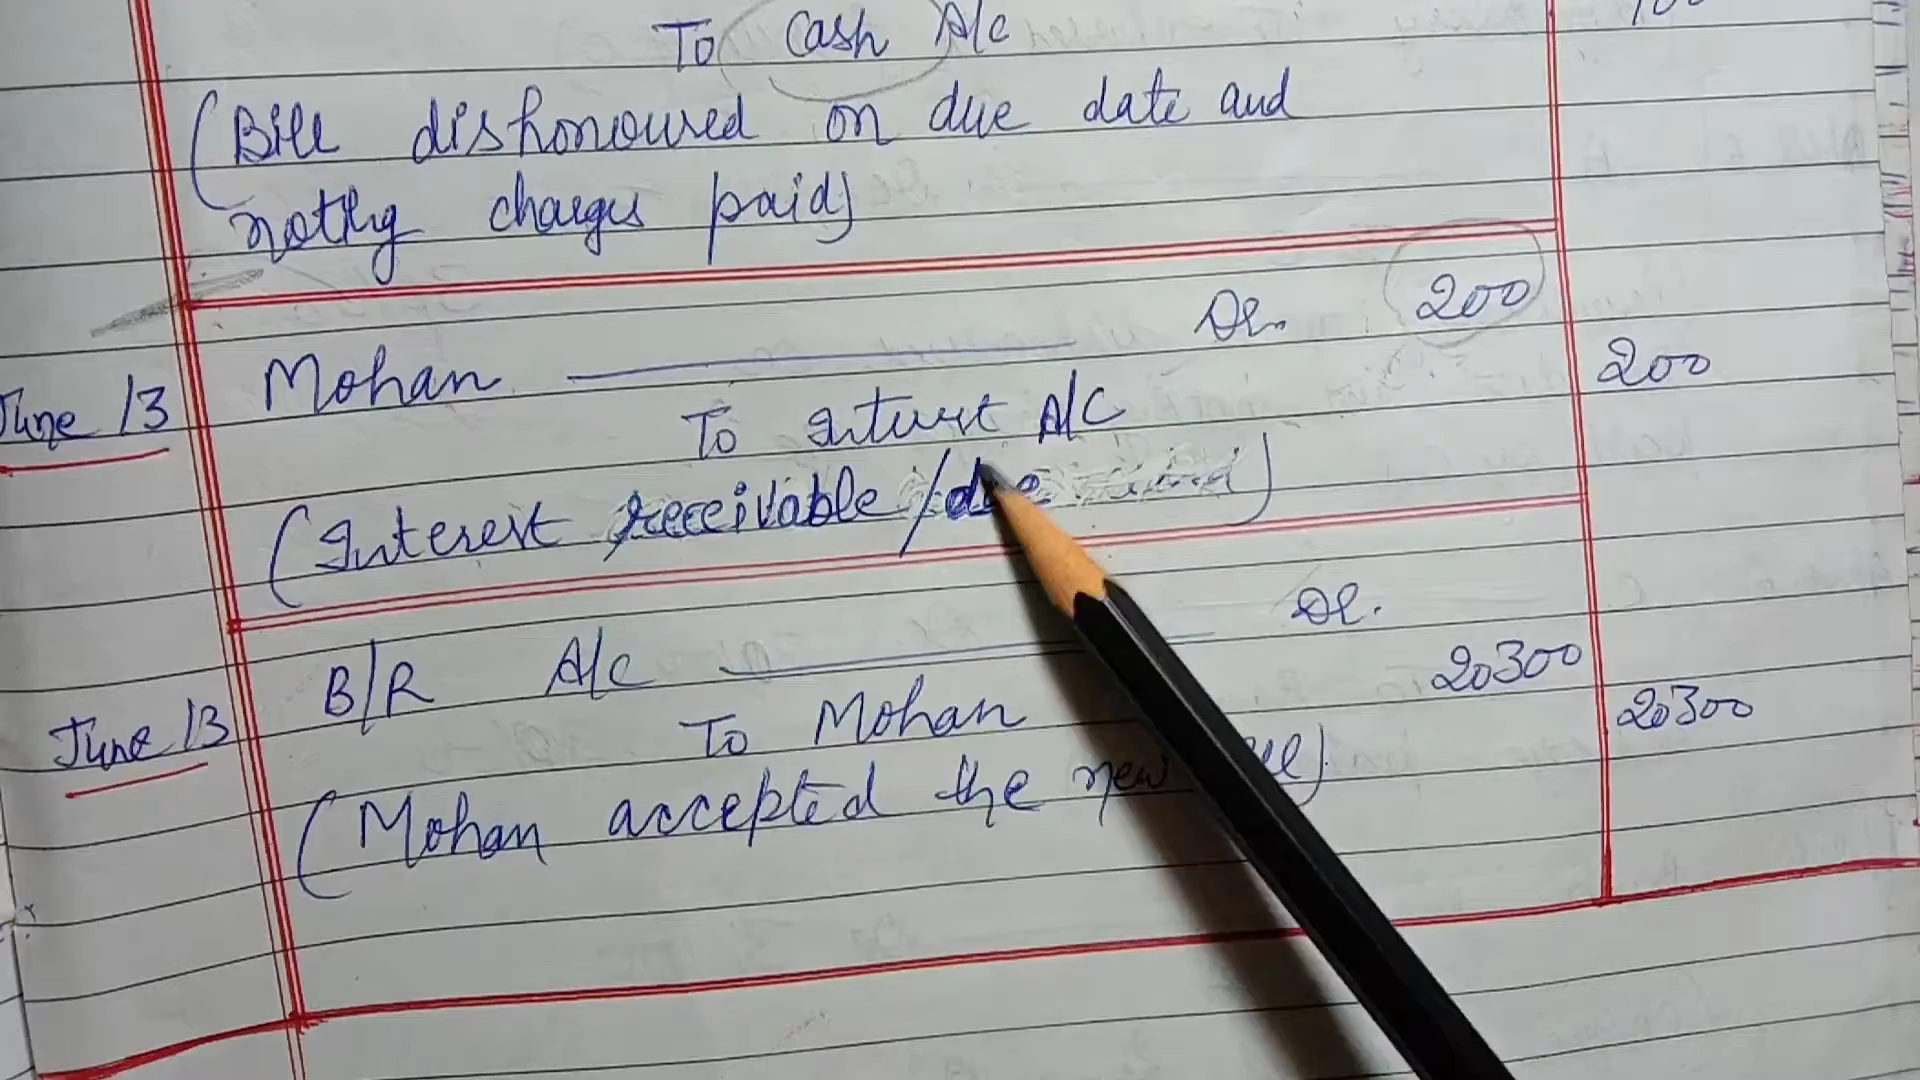 To Cash A/c
(Bill dishonoured on due date and
noting charges paid)
Mohan Dr. 200
June 13 To Interest A/C 200
(Interest receivable / due )
B/R A/c Dr. 20300
June 13 To Mohan 20300
(Mohan accepted the new